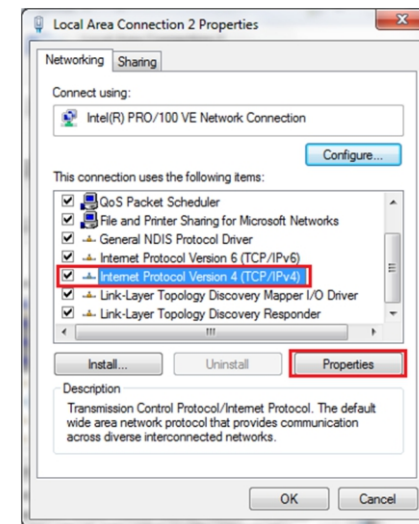 Local Area Connection 2 Properties
Networking
Sharing
Connect using:
Intel(R) PRO/100 VE Network Connection
Configure...
This connection uses the following items:
QoS Packet Scheduler
File and Printer Sharing for Microsoft Networks
General NDIS Protocol Driver
Internet Protocol Version 6 (TCP/IPv6)
Internet Protocol Version 4 (TCP/IPv4)
Link-Layer Topology Discovery Mapper I/O Driver
Link-Layer Topology Discovery Responder
Install...
Uninstall
Properties
Description
Transmission Control Protocol/Internet Protocol. The default
wide area network protocol that provides communication
across diverse interconnected networks.
OK
Cancel